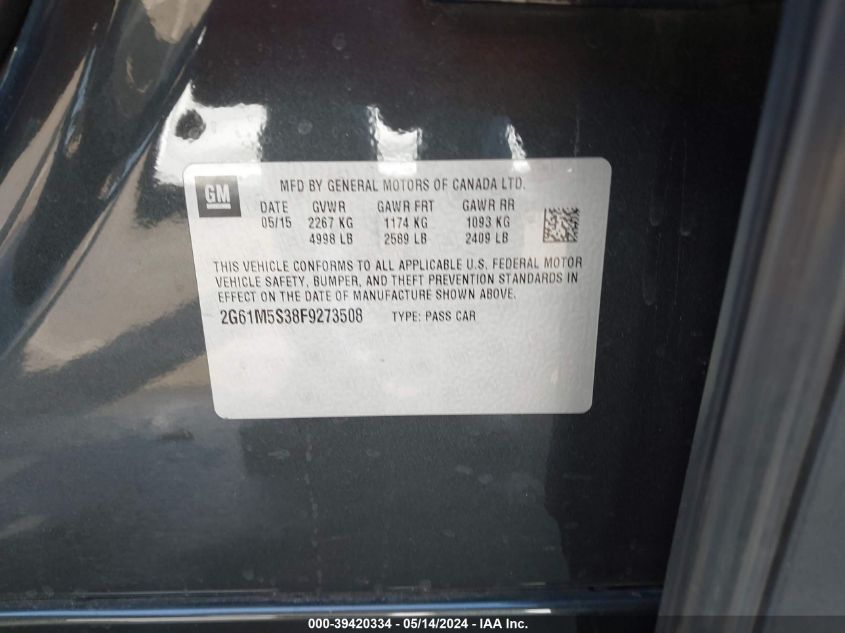 GM
MFD BY GENERAL MOTORS OF CANADA LTD.
DATE GVWR GAWR FRT GAWR RR
05/15 2267 KG 1174 KG 1093 KG
4998 LB 2589 LB 2409 LB
THIS VEHICLE CONFORMS TO ALL APPLICABLE U.S. FEDERAL MOTOR
VEHICLE SAFETY, BUMPER, AND THEFT PREVENTION STANDARDS IN
EFFECT ON THE DATE OF MANUFACTURE SHOWN ABOVE.
2G61M5S38F9273508 TYPE: PASS CAR
000-39420334 - 05/14/2024 - IAA Inc.